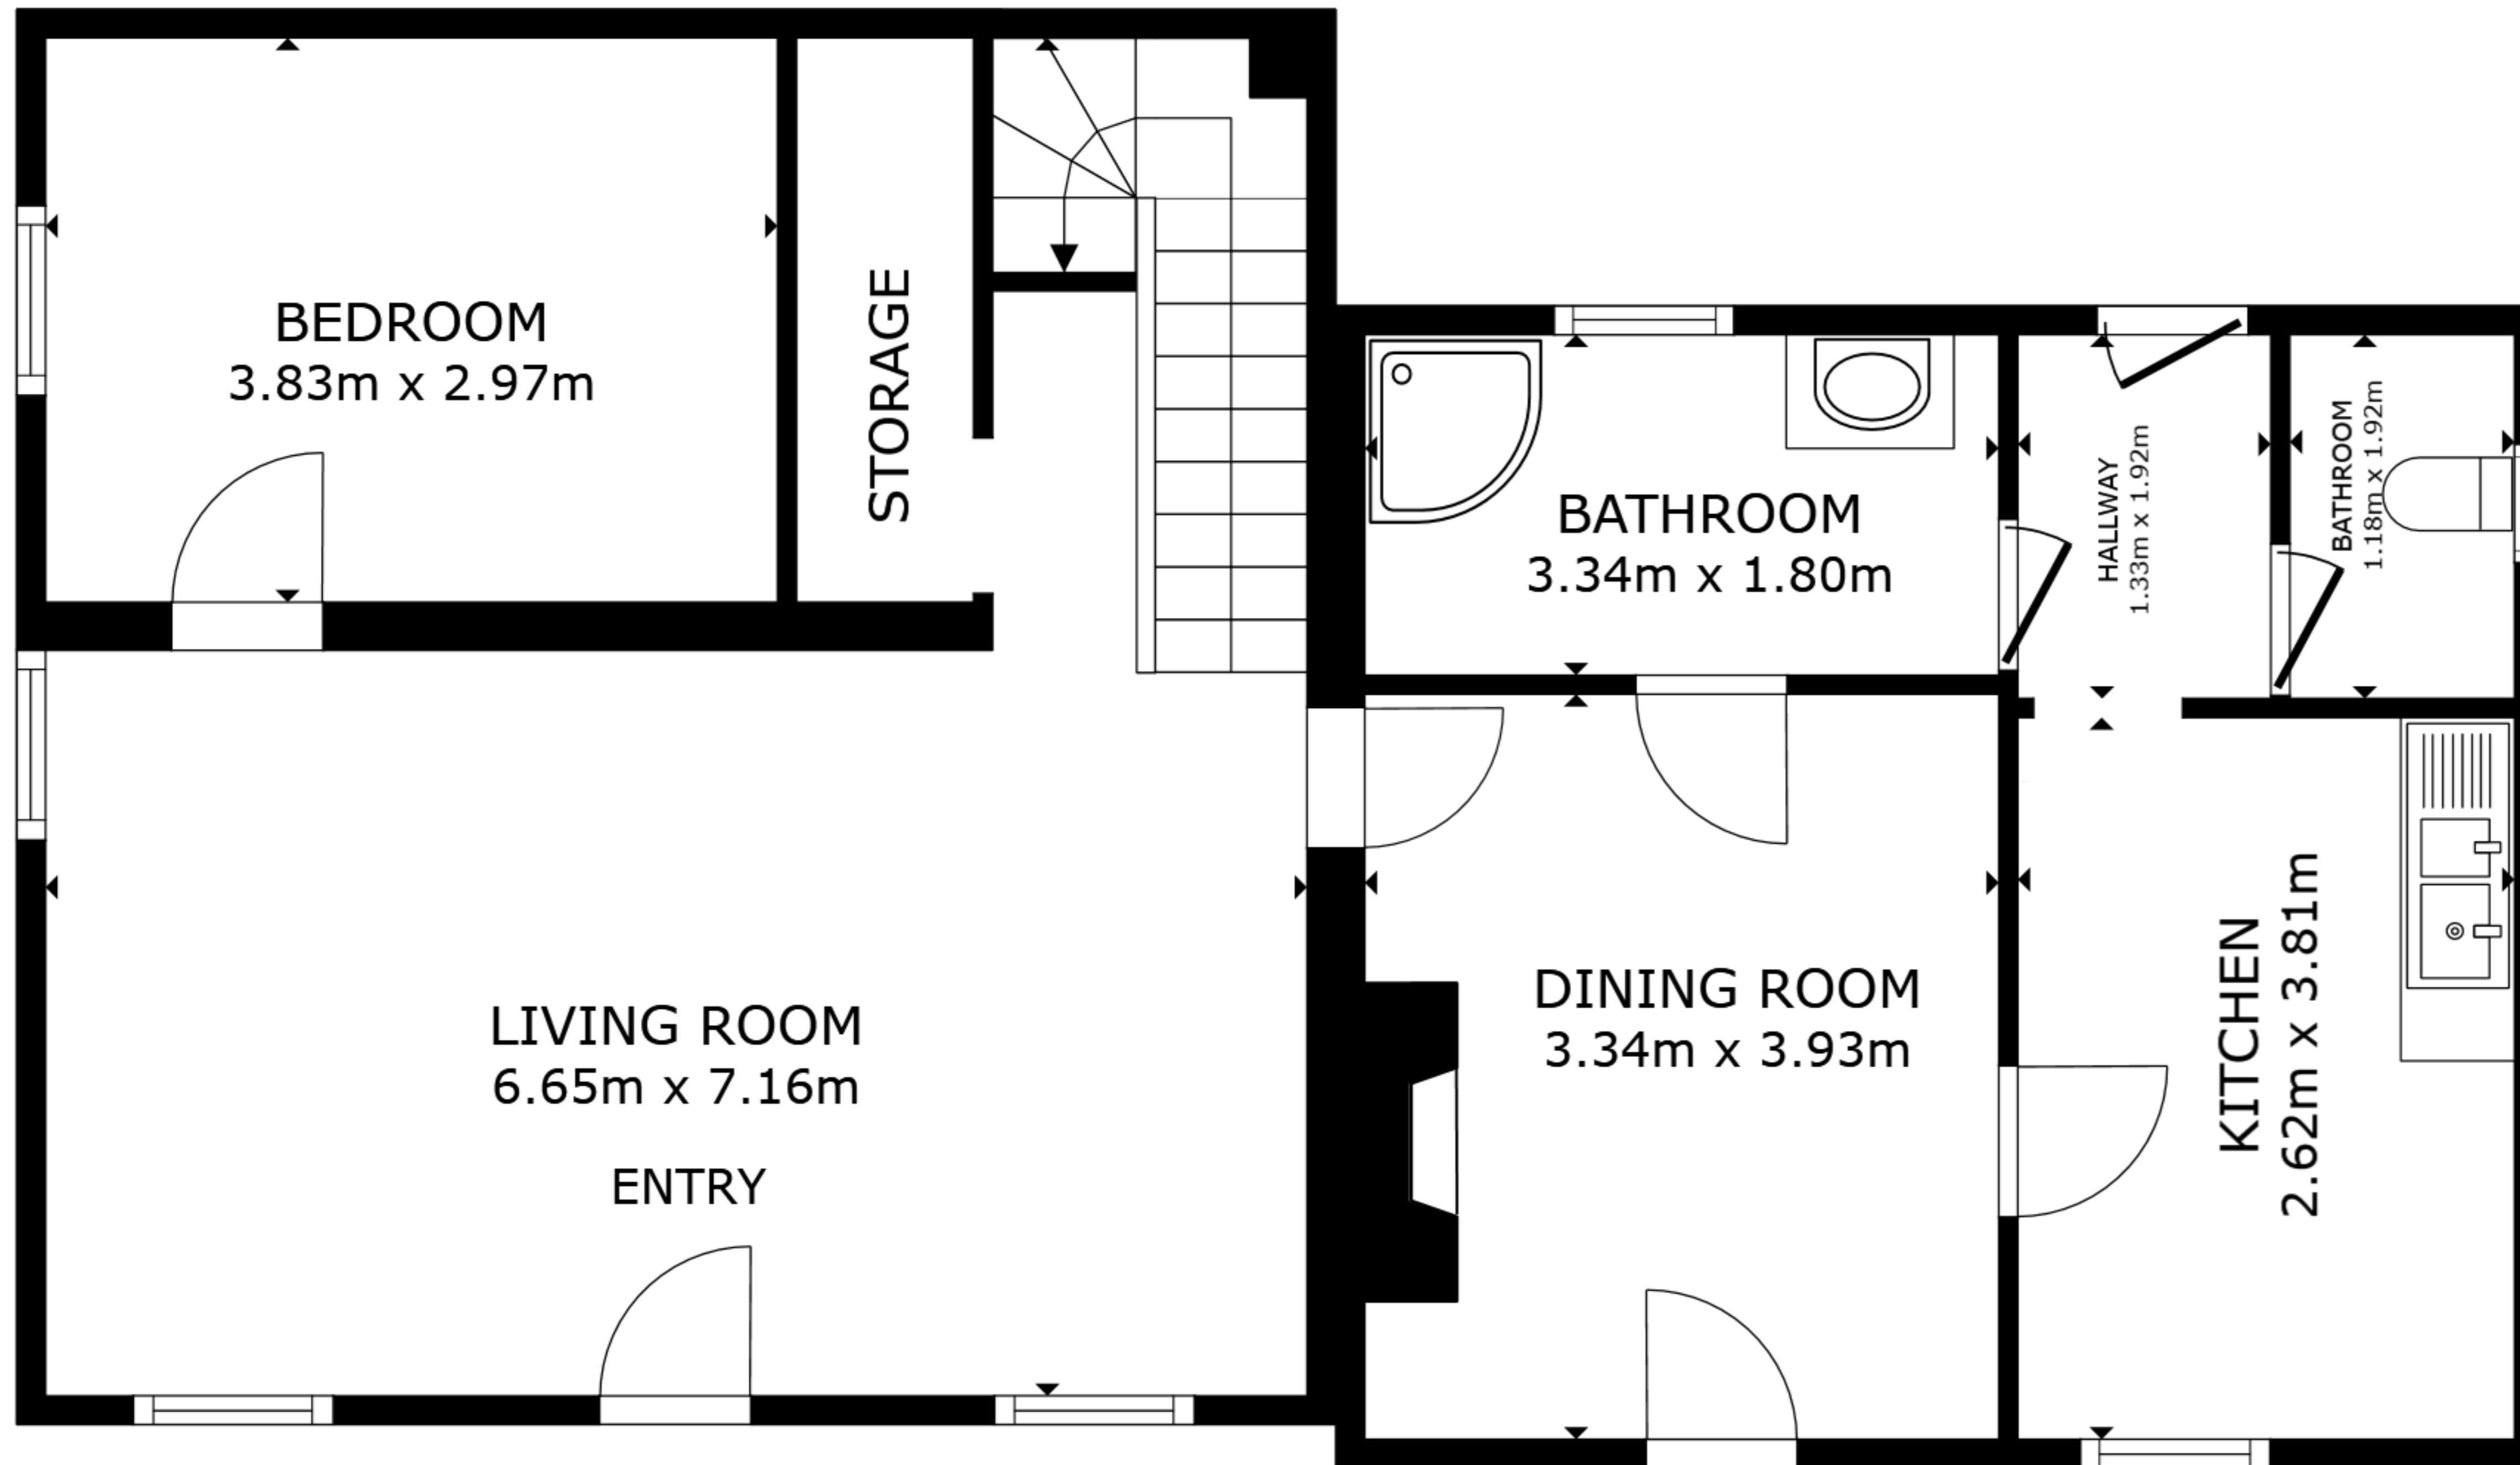 BEDROOM
3.83m x 2.97m
STORAGE
BATHROOM
3.34m x 1.80m
HALLWAY
1.33m x 1.92m
BATHROOM
1.18m x 1.92m
LIVING ROOM
6.65m x 7.16m
ENTRY
DINING ROOM
3.34m x 3.93m
KITCHEN
2.62m x 3.81m